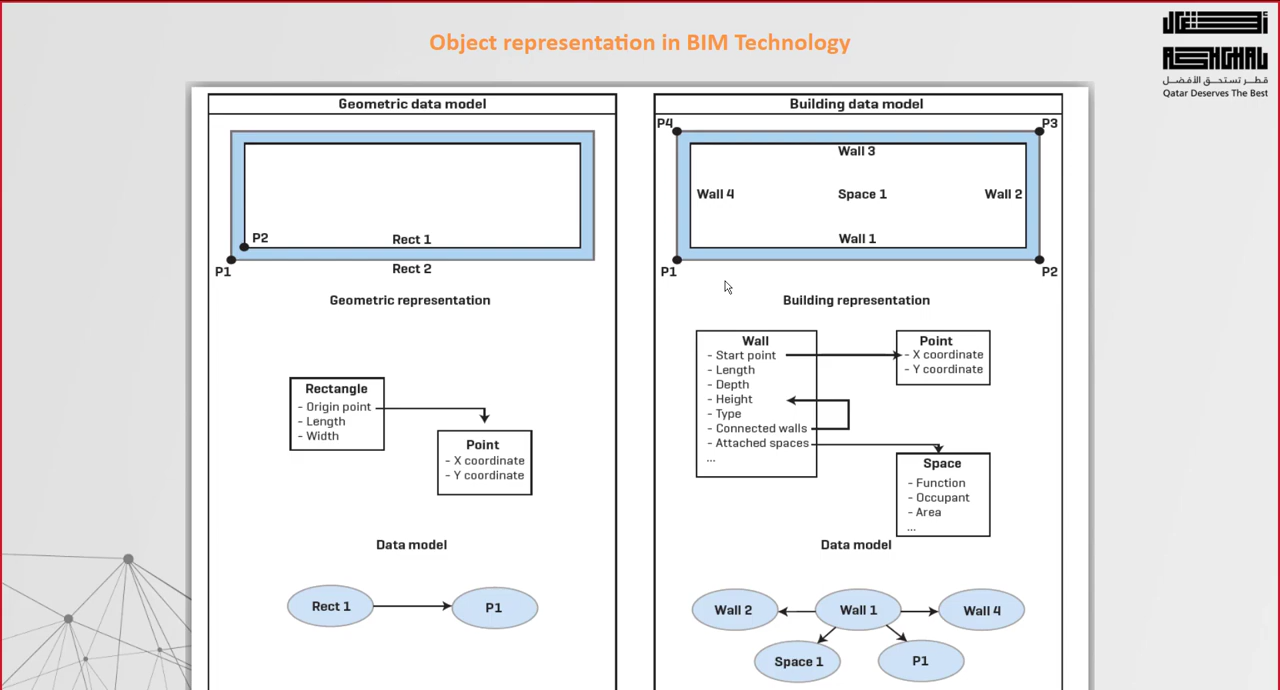 Object representation in BIM Technology
أشغال
ASHGHAL
قطر تستحق الأفضل
Qatar Deserves The Best
Geometric data model
P2
Rect 1
P1
Rect 2
Geometric representation
Rectangle
- Origin point
- Length
- Width
Point
- X coordinate
- Y coordinate
Data model
Rect 1
P1
Building data model
P4
P3
Wall 3
Wall 4
Space 1
Wall 2
Wall 1
P1
P2
Building representation
Wall
- Start point
- Length
- Depth
- Height
- Type
- Connected walls
- Attached spaces
...
Point
- X coordinate
- Y coordinate
Space
- Function
- Occupant
- Area
...
Data model
Wall 2
Wall 1
Wall 4
Space 1
P1